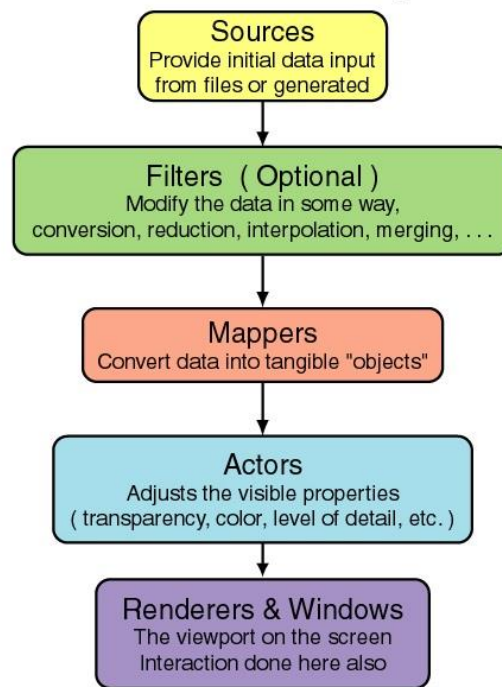 Sources
Provide initial data input
from files or generated
Filters ( Optional )
Modify the data in some way,
conversion, reduction, interpolation, merging, . . .
Mappers
Convert data into tangible "objects"
Actors
Adjusts the visible properties
( transparency, color, level of detail, etc. )
Renderers & Windows
The viewport on the screen
Interaction done here also